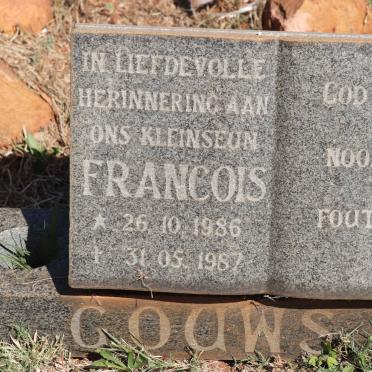 IN LIEFDEVOLLE
HERINNERING AAN
ONS KLEINSEUN
FRANCOIS
* 26.10.1986
† 31.05.1987
GOD
NOO
FOUT
GOUWS